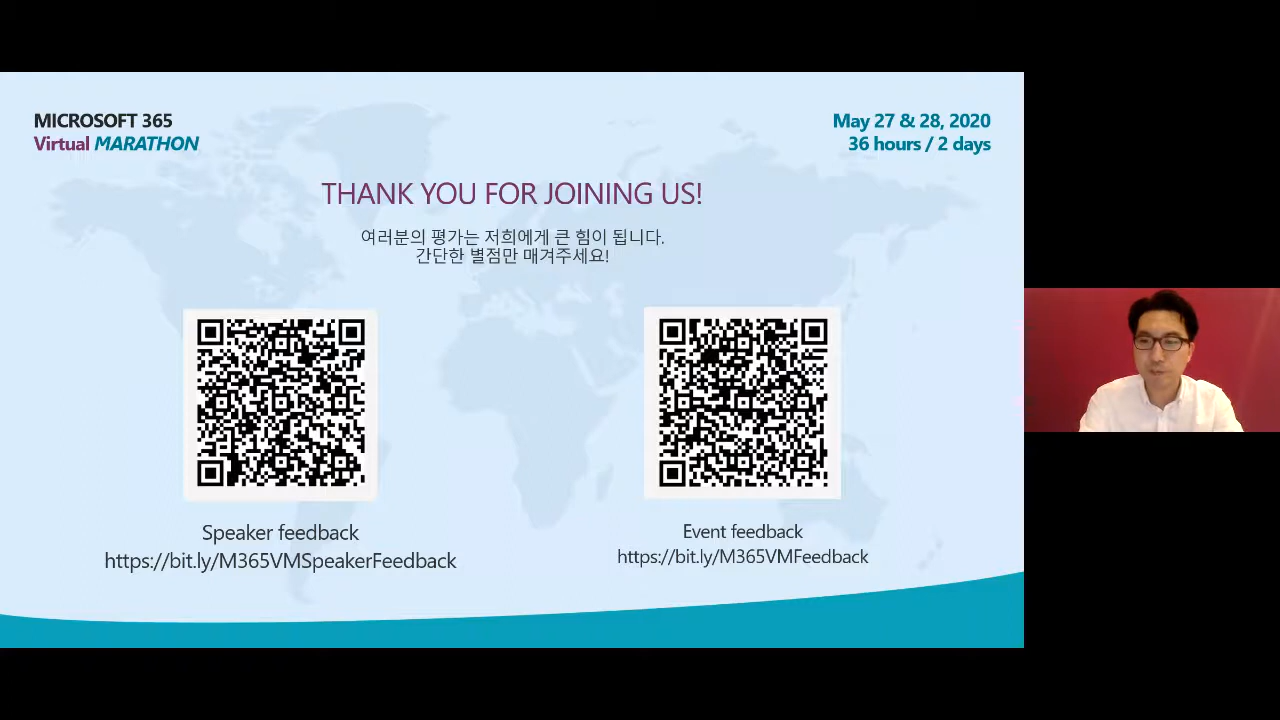 MICROSOFT 365
Virtual MARATHON
May 27 & 28, 2020
36 hours / 2 days
THANK YOU FOR JOINING US!
여러분의 평가는 저희에게 큰 힘이 됩니다.
간단한 별점만 매겨주세요!
Speaker feedback
https://bit.ly/M365VMSpeakerFeedback
Event feedback
https://bit.ly/M365VMFeedback